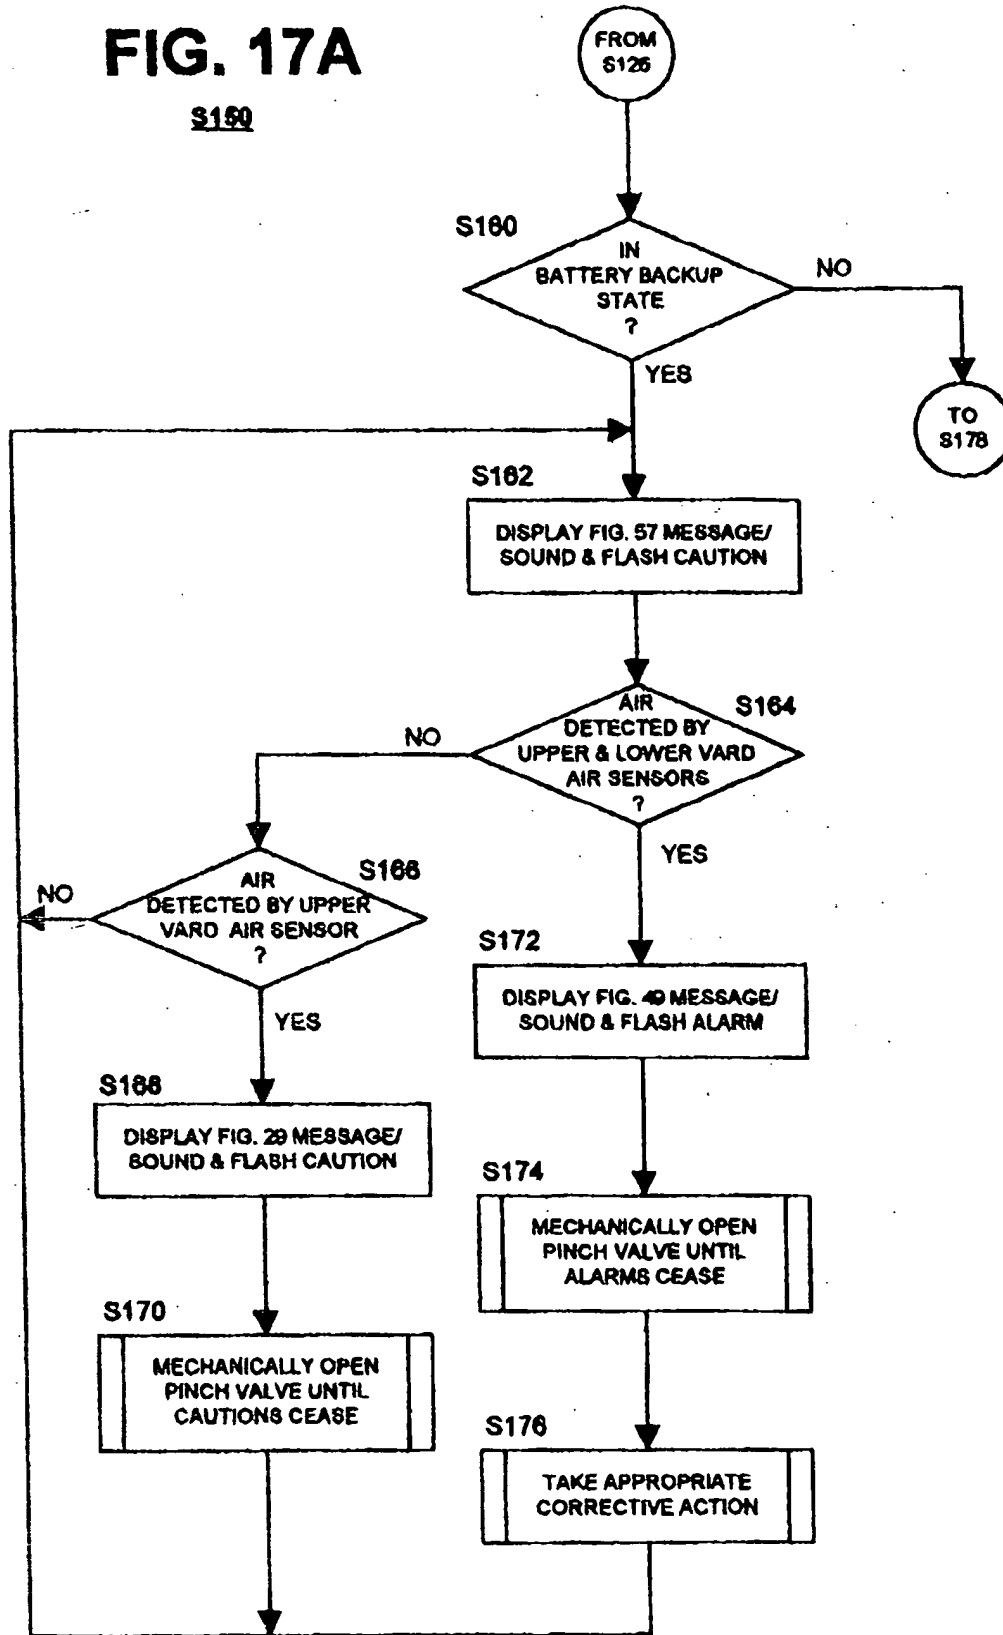 FIG. 17A
S150
FROM
S126
S160
IN
BATTERY BACKUP
STATE
?
NO
YES
TO
S178
S162
DISPLAY FIG. 57 MESSAGE/
SOUND & FLASH CAUTION
S164
AIR
DETECTED BY
UPPER & LOWER VARD
AIR SENSORS
?
NO
YES
S166
AIR
DETECTED BY UPPER
VARD AIR SENSOR
?
NO
YES
S172
DISPLAY FIG. 49 MESSAGE/
SOUND & FLASH ALARM
S168
DISPLAY FIG. 29 MESSAGE/
SOUND & FLASH CAUTION
S174
MECHANICALLY OPEN
PINCH VALVE UNTIL
ALARMS CEASE
S170
MECHANICALLY OPEN
PINCH VALVE UNTIL
CAUTIONS CEASE
S176
TAKE APPROPRIATE
CORRECTIVE ACTION